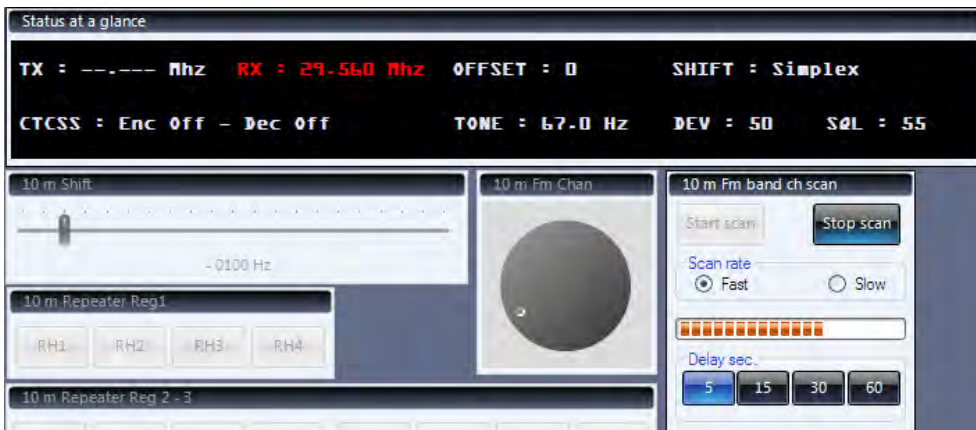 Status at a glance
TX : --.--- Mhz RX : 29.560 Mhz OFFSET : 0 SHIFT : Simplex
CTCSS : Enc Off - Dec Off TONE : 67.0 Hz DEV : 50 SQL : 55
10 m Shift 10 m Fm Chan 10 m Fm band ch scan
Start scan Stop scan
Scan rate
- 0100 Hz Fast Slow
10 m Repeater Reg1
RH1 RH2 RH3 RH4
Delay sec.
5 15 30 60
10 m Repeater Reg 2 - 3